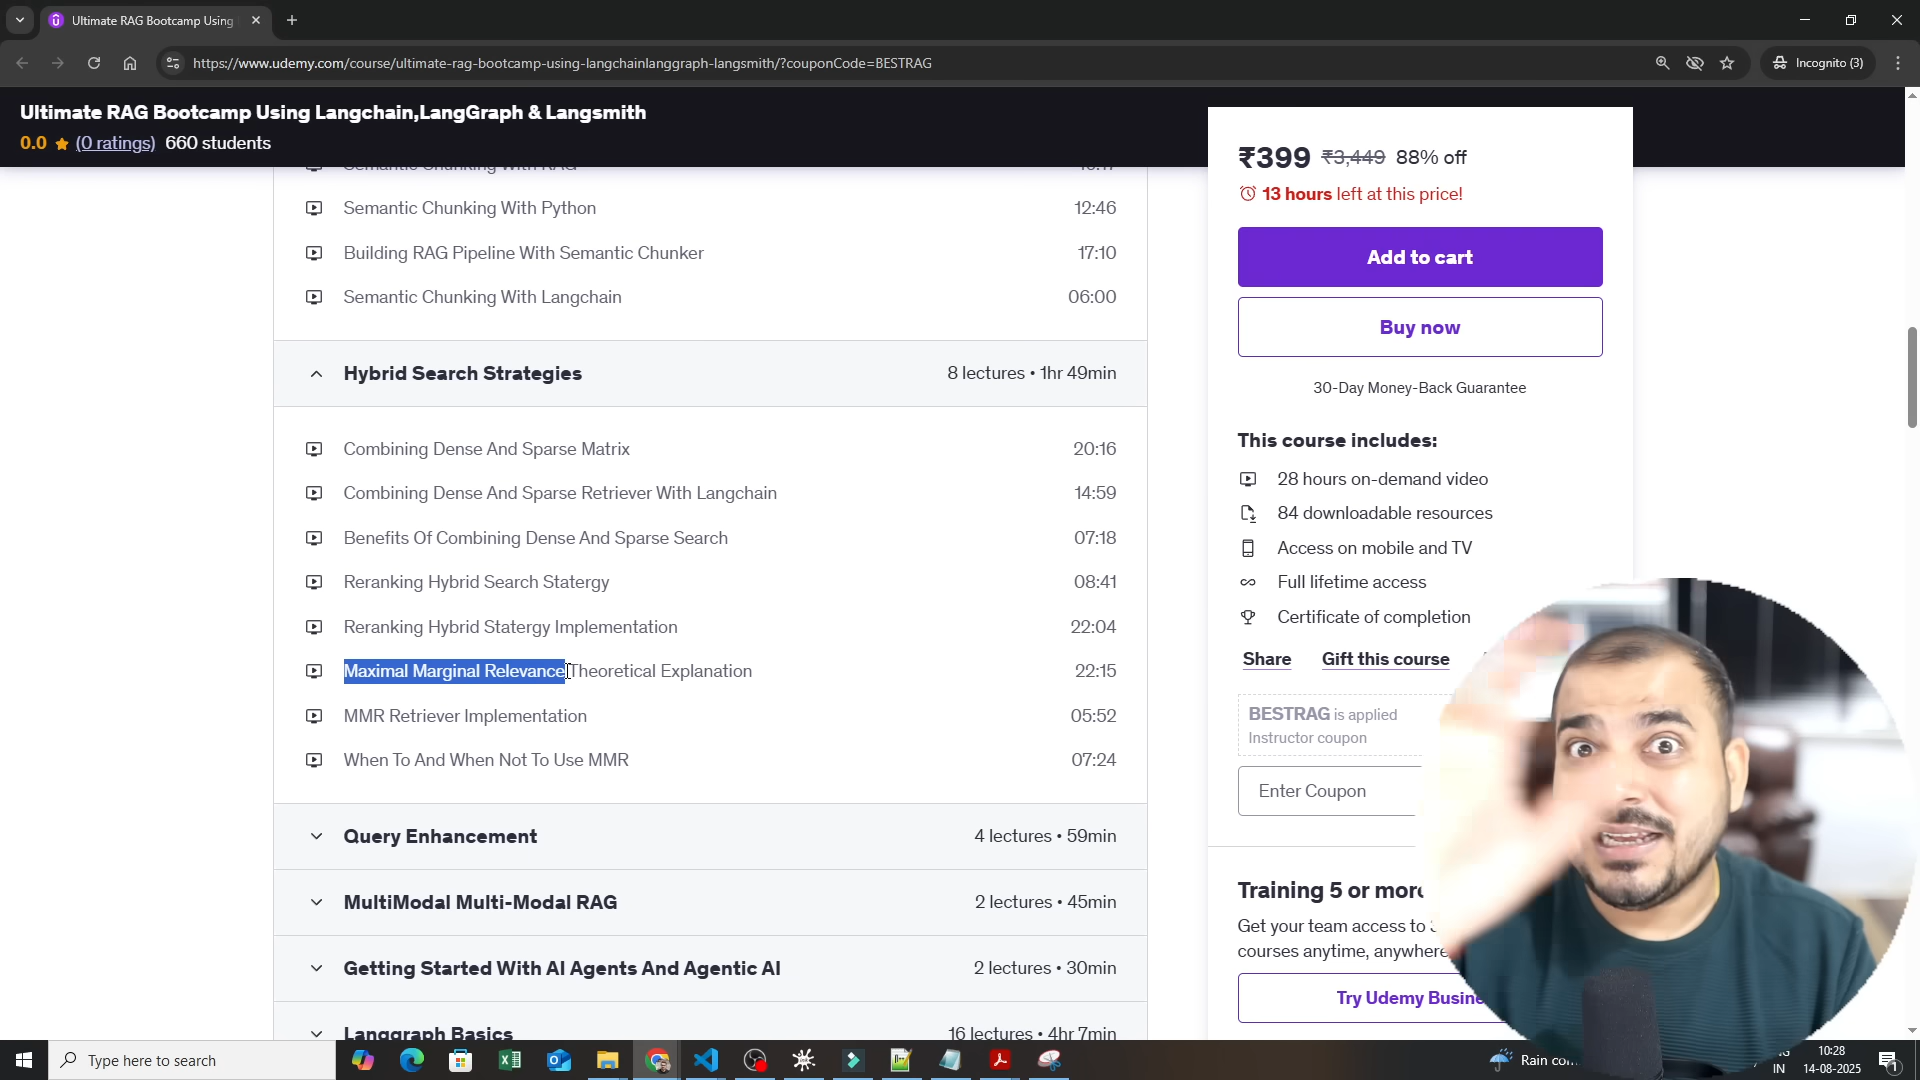 Ultimate RAG Bootcamp Using
https://www.udemy.com/course/ultimate-rag-bootcamp-using-langchainlanggraph-langsmith/?couponCode=BESTRAG
Incognito (3)
Ultimate RAG Bootcamp Using Langchain,LangGraph & Langsmith
0.0 (0 ratings) 660 students
Semantic Chunking With RAG
Semantic Chunking With Python 12:46
Building RAG Pipeline With Semantic Chunker 17:10
Semantic Chunking With Langchain 06:00
Hybrid Search Strategies 8 lectures • 1hr 49min
Combining Dense And Sparse Matrix 20:16
Combining Dense And Sparse Retriever With Langchain 14:59
Benefits Of Combining Dense And Sparse Search 07:18
Reranking Hybrid Search Statergy 08:41
Reranking Hybrid Statergy Implementation 22:04
Maximal Marginal Relevance Theoretical Explanation 22:15
MMR Retriever Implementation 05:52
When To And When Not To Use MMR 07:24
Query Enhancement 4 lectures • 59min
MultiModal Multi-Modal RAG 2 lectures • 45min
Getting Started With AI Agents And Agentic AI 2 lectures • 30min
Langgraph Basics 16 lectures • 4hr 7min
₹399 ₹3,449 88% off
13 hours left at this price!
Add to cart
Buy now
30-Day Money-Back Guarantee
This course includes:
28 hours on-demand video
84 downloadable resources
Access on mobile and TV
Full lifetime access
Certificate of completion
Share Gift this course
BESTRAG is applied
Instructor coupon
Enter Coupon
Training 5 or more
Get your team access to
courses anytime, anywhere
Try Udemy
Type here to search
Rain
10:28
IN 14-08-2025
1